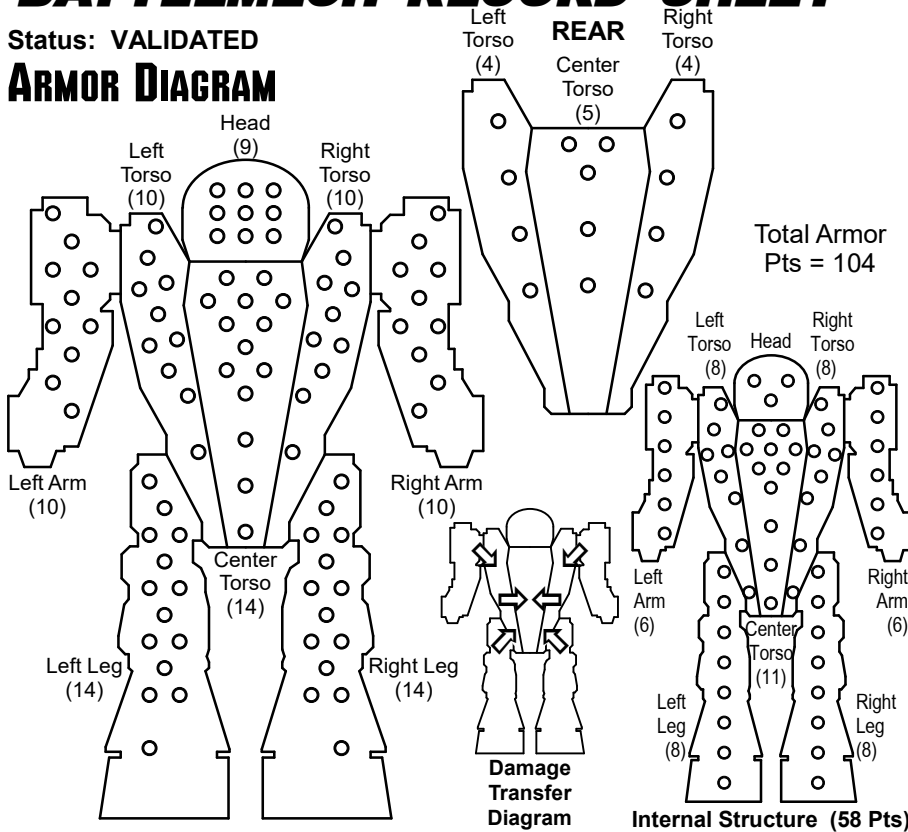 BATTLEMECH RECORD SHEET
Status: VALIDATED
ARMOR DIAGRAM
Head
(9)
Left
Torso
(10)
Right
Torso
(10)
Left Arm
(10)
Right Arm
(10)
Center
Torso
(14)
Left Leg
(14)
Right Leg
(14)
REAR
Left
Torso
(4)
Right
Torso
(4)
Center
Torso
(5)
Total Armor
Pts = 104
Damage
Transfer
Diagram
Left
Torso
(8)
Head
Right
Torso
(8)
Left
Arm
(6)
Right
Arm
(6)
Center
Torso
(11)
Left
Leg
(8)
Right
Leg
(8)
Internal Structure (58 Pts)